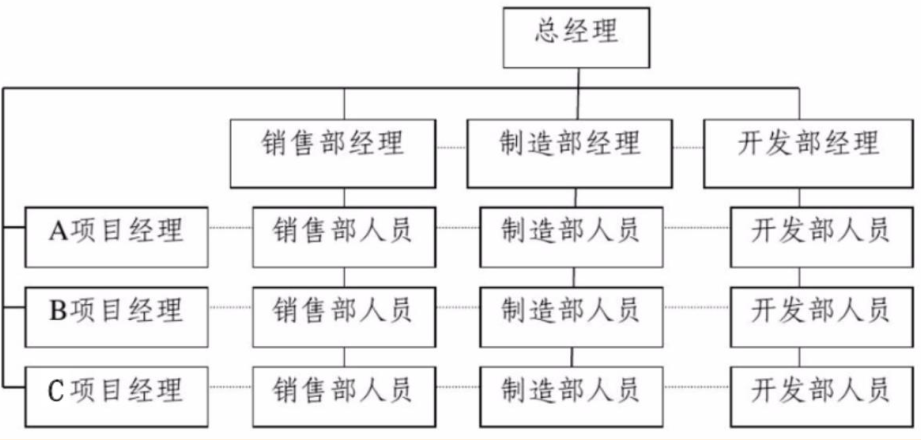 总经理
销售部经理
制造部经理
开发部经理
A项目经理
销售部人员
制造部人员
开发部人员
B项目经理
销售部人员
制造部人员
开发部人员
C项目经理
销售部人员
制造部人员
开发部人员